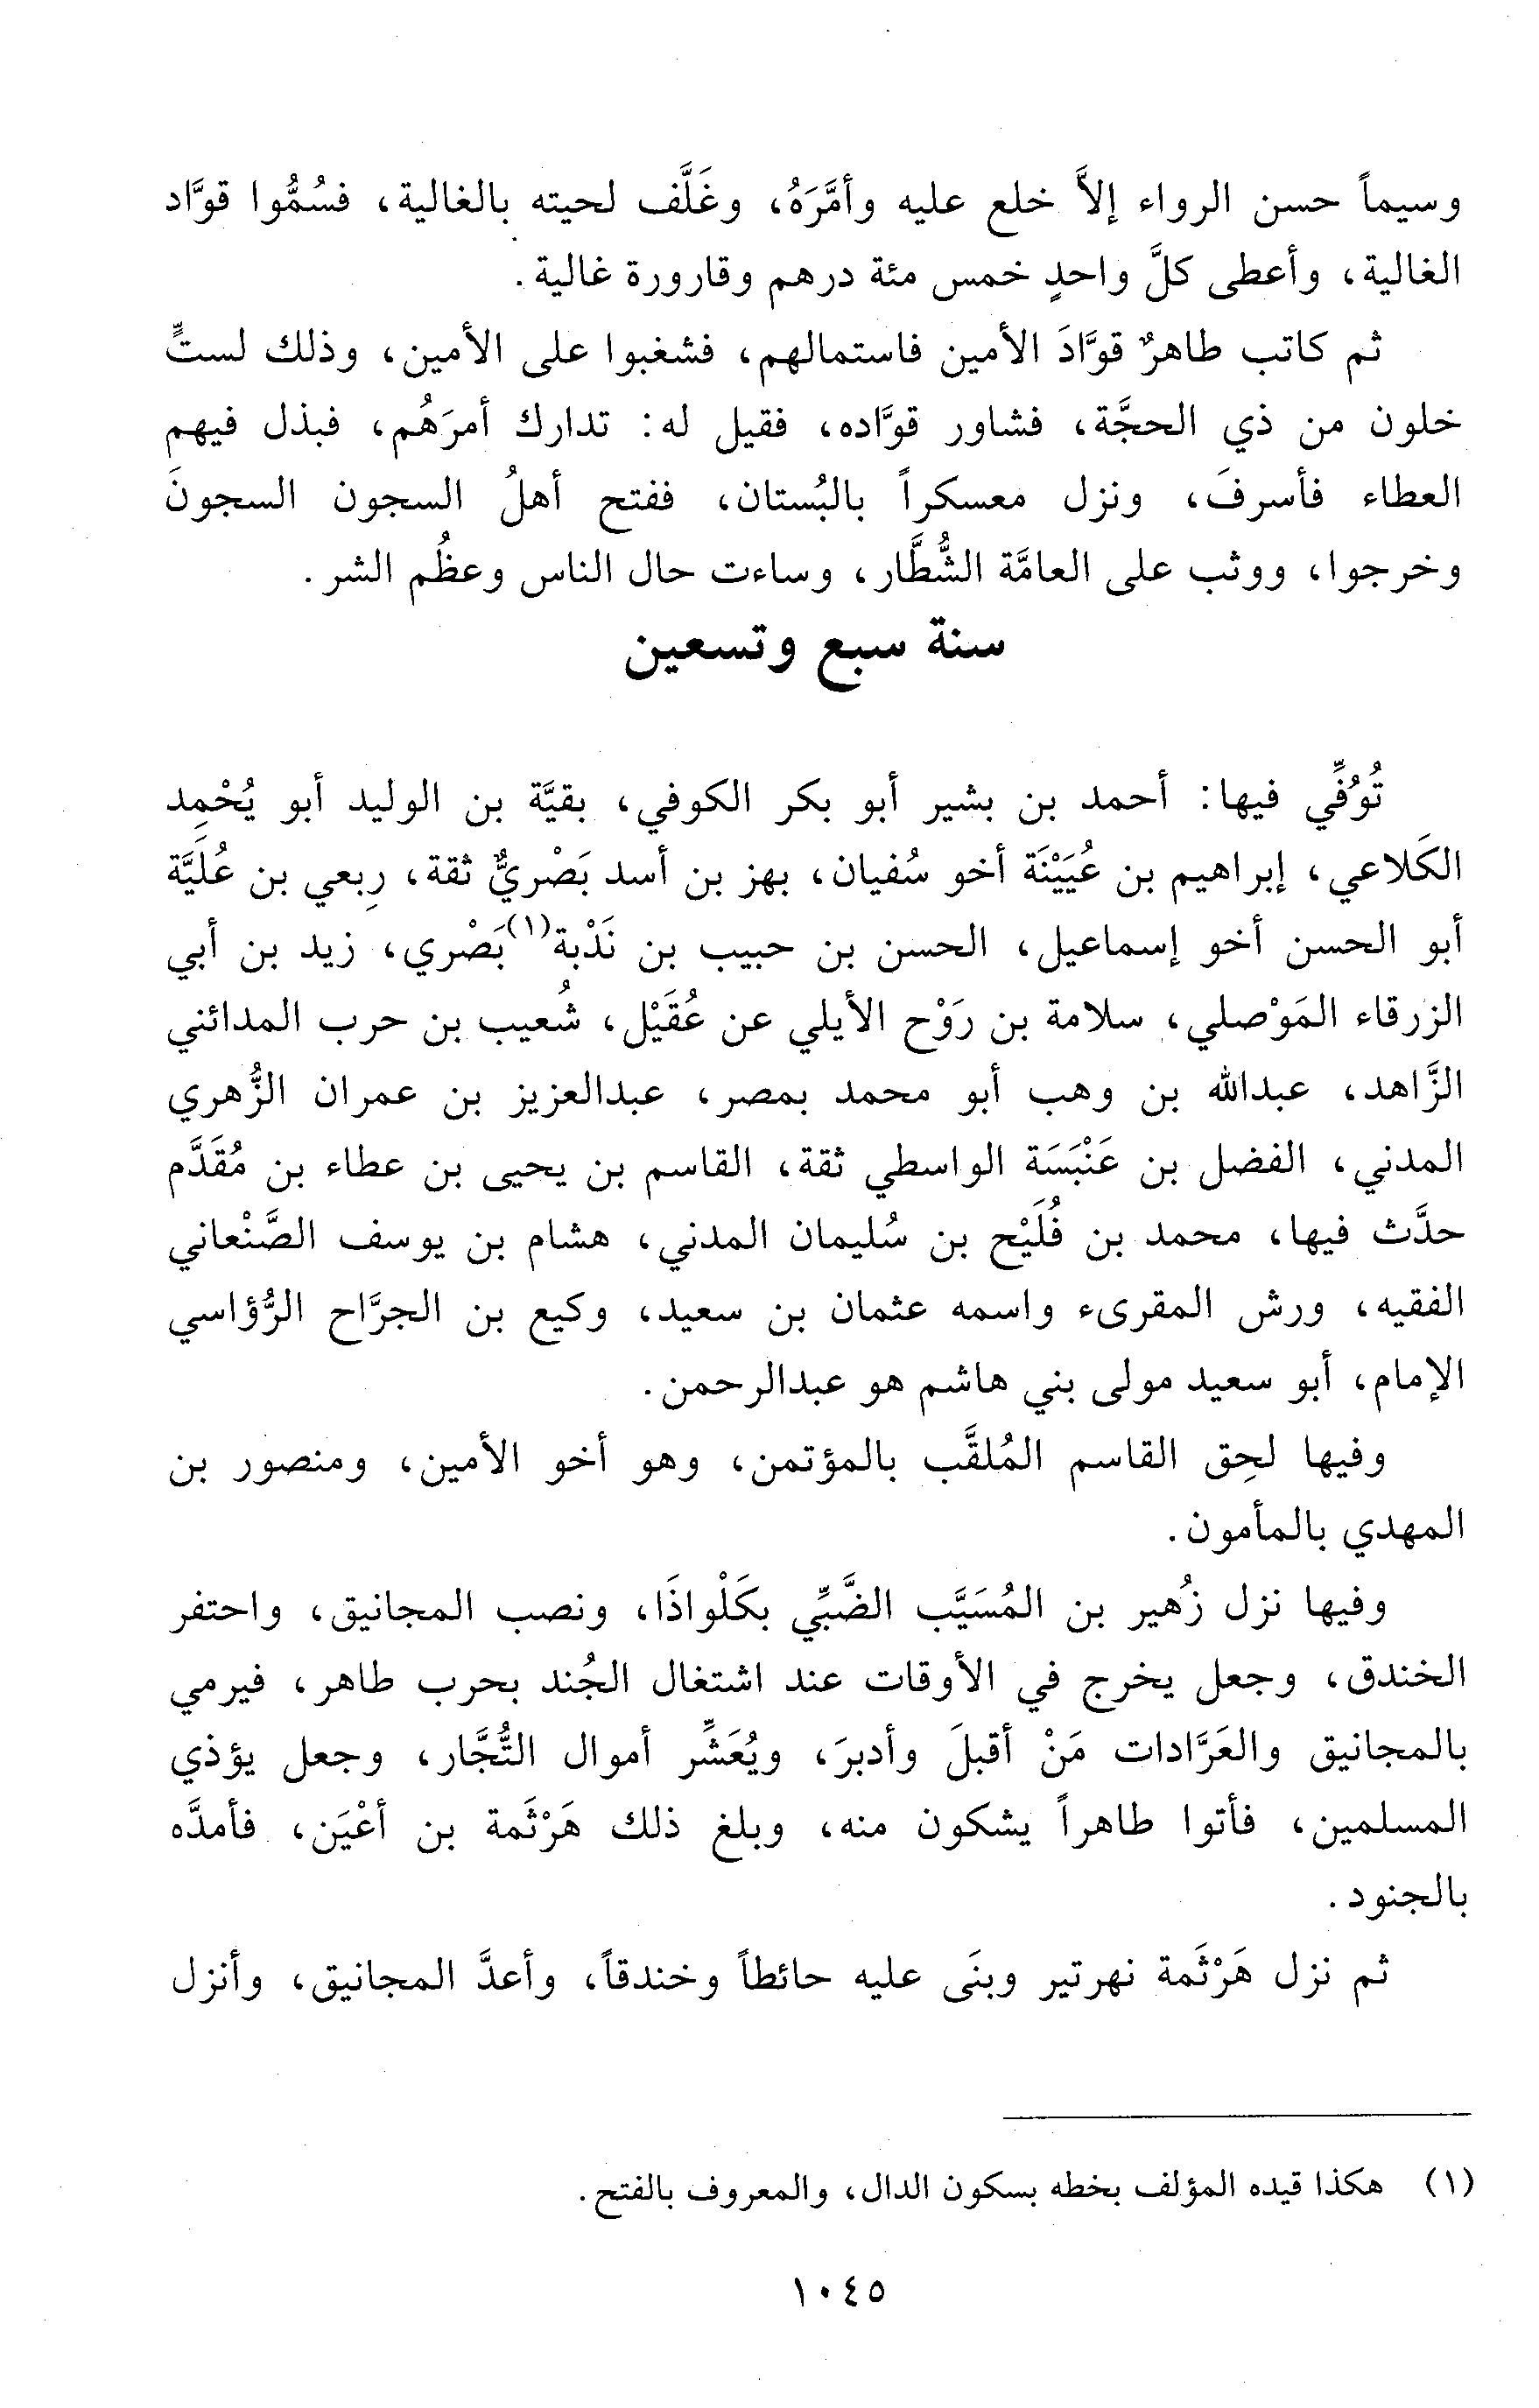 وسيماً حسن الرواء إلاَّ خلع عليه وأمَّرَهُ، وغَلَّف لحيته بالغالية، فسُمُّوا قوَّاد
الغالية، وأعطى كلَّ واحدٍ خمس مئة درهم وقارورة غالية.
ثم كاتب طاهرٌ قوَّادَ الأمين فاستمالهم، فشغبوا على الأمين، وذلك لستٍّ
خلون من ذي الحجَّة، فشاور قوَّاده، فقيل له: تدارك أمرَهُم، فبذل فيهم
العطاء فأسرفَ، ونزل معسكراً بالبُستان، ففتح أهلُ السجون السجونَ
وخرجوا، ووثب على العامَّة الشُّطَّار، وساءت حال الناس وعظُم الشر.
سنة سبع وتسعين
تُوُفِّي فيها: أحمد بن بشير أبو بكر الكوفي، بقيَّة بن الوليد أبو يُحْمِد
الكَلاعي، إبراهيم بن عُيَيْنَة أخو سُفيان، بهز بن أسد بَصْريٌّ ثقة، رِبعي بن عُلَيَّة
أبو الحسن أخو إسماعيل، الحسن بن حبيب بن نَدْبة(١) بَصْري، زيد بن أبي
الزرقاء المَوْصلي، سلامة بن رَوْح الأيلي عن عُقَيْل، شُعيب بن حرب المدائني
الزَّاهد، عبدالله بن وهب أبو محمد بمصر، عبدالعزيز بن عمران الزُّهري
المدني، الفضل بن عَنْبَسَة الواسطي ثقة، القاسم بن يحيى بن عطاء بن مُقَدَّم
حدَّث فيها، محمد بن فُلَيْح بن سُليمان المدني، هشام بن يوسف الصَّنْعاني
الفقيه، ورش المقرىء واسمه عثمان بن سعيد، وكيع بن الجرَّاح الرُّؤاسي
الإمام، أبو سعيد مولى بني هاشم هو عبدالرحمن.
وفيها لحِق القاسم المُلقَّب بالمؤتمن، وهو أخو الأمين، ومنصور بن
المهدي بالمأمون.
وفيها نزل زُهير بن المُسَيَّب الضَّبِّي بكَلْواذَا، ونصب المجانيق، واحتفر
الخندق، وجعل يخرج في الأوقات عند اشتغال الجُند بحرب طاهر، فيرمي
بالمجانيق والعَرَّادات مَنْ أقبلَ وأدبرَ، ويُعَشِّر أموال التُّجَّار، وجعل يؤذي
المسلمين، فأتوا طاهراً يشكون منه، وبلغ ذلك هَرْثَمة بن أعْيَن، فأمدَّه
بالجنود.
ثم نزل هَرْثَمة نهرتير وبنَى عليه حائطاً وخندقاً، وأعدَّ المجانيق، وأنزل
(١) هكذا قيده المؤلف بخطه بسكون الدال، والمعروف بالفتح.
١٠٤٥